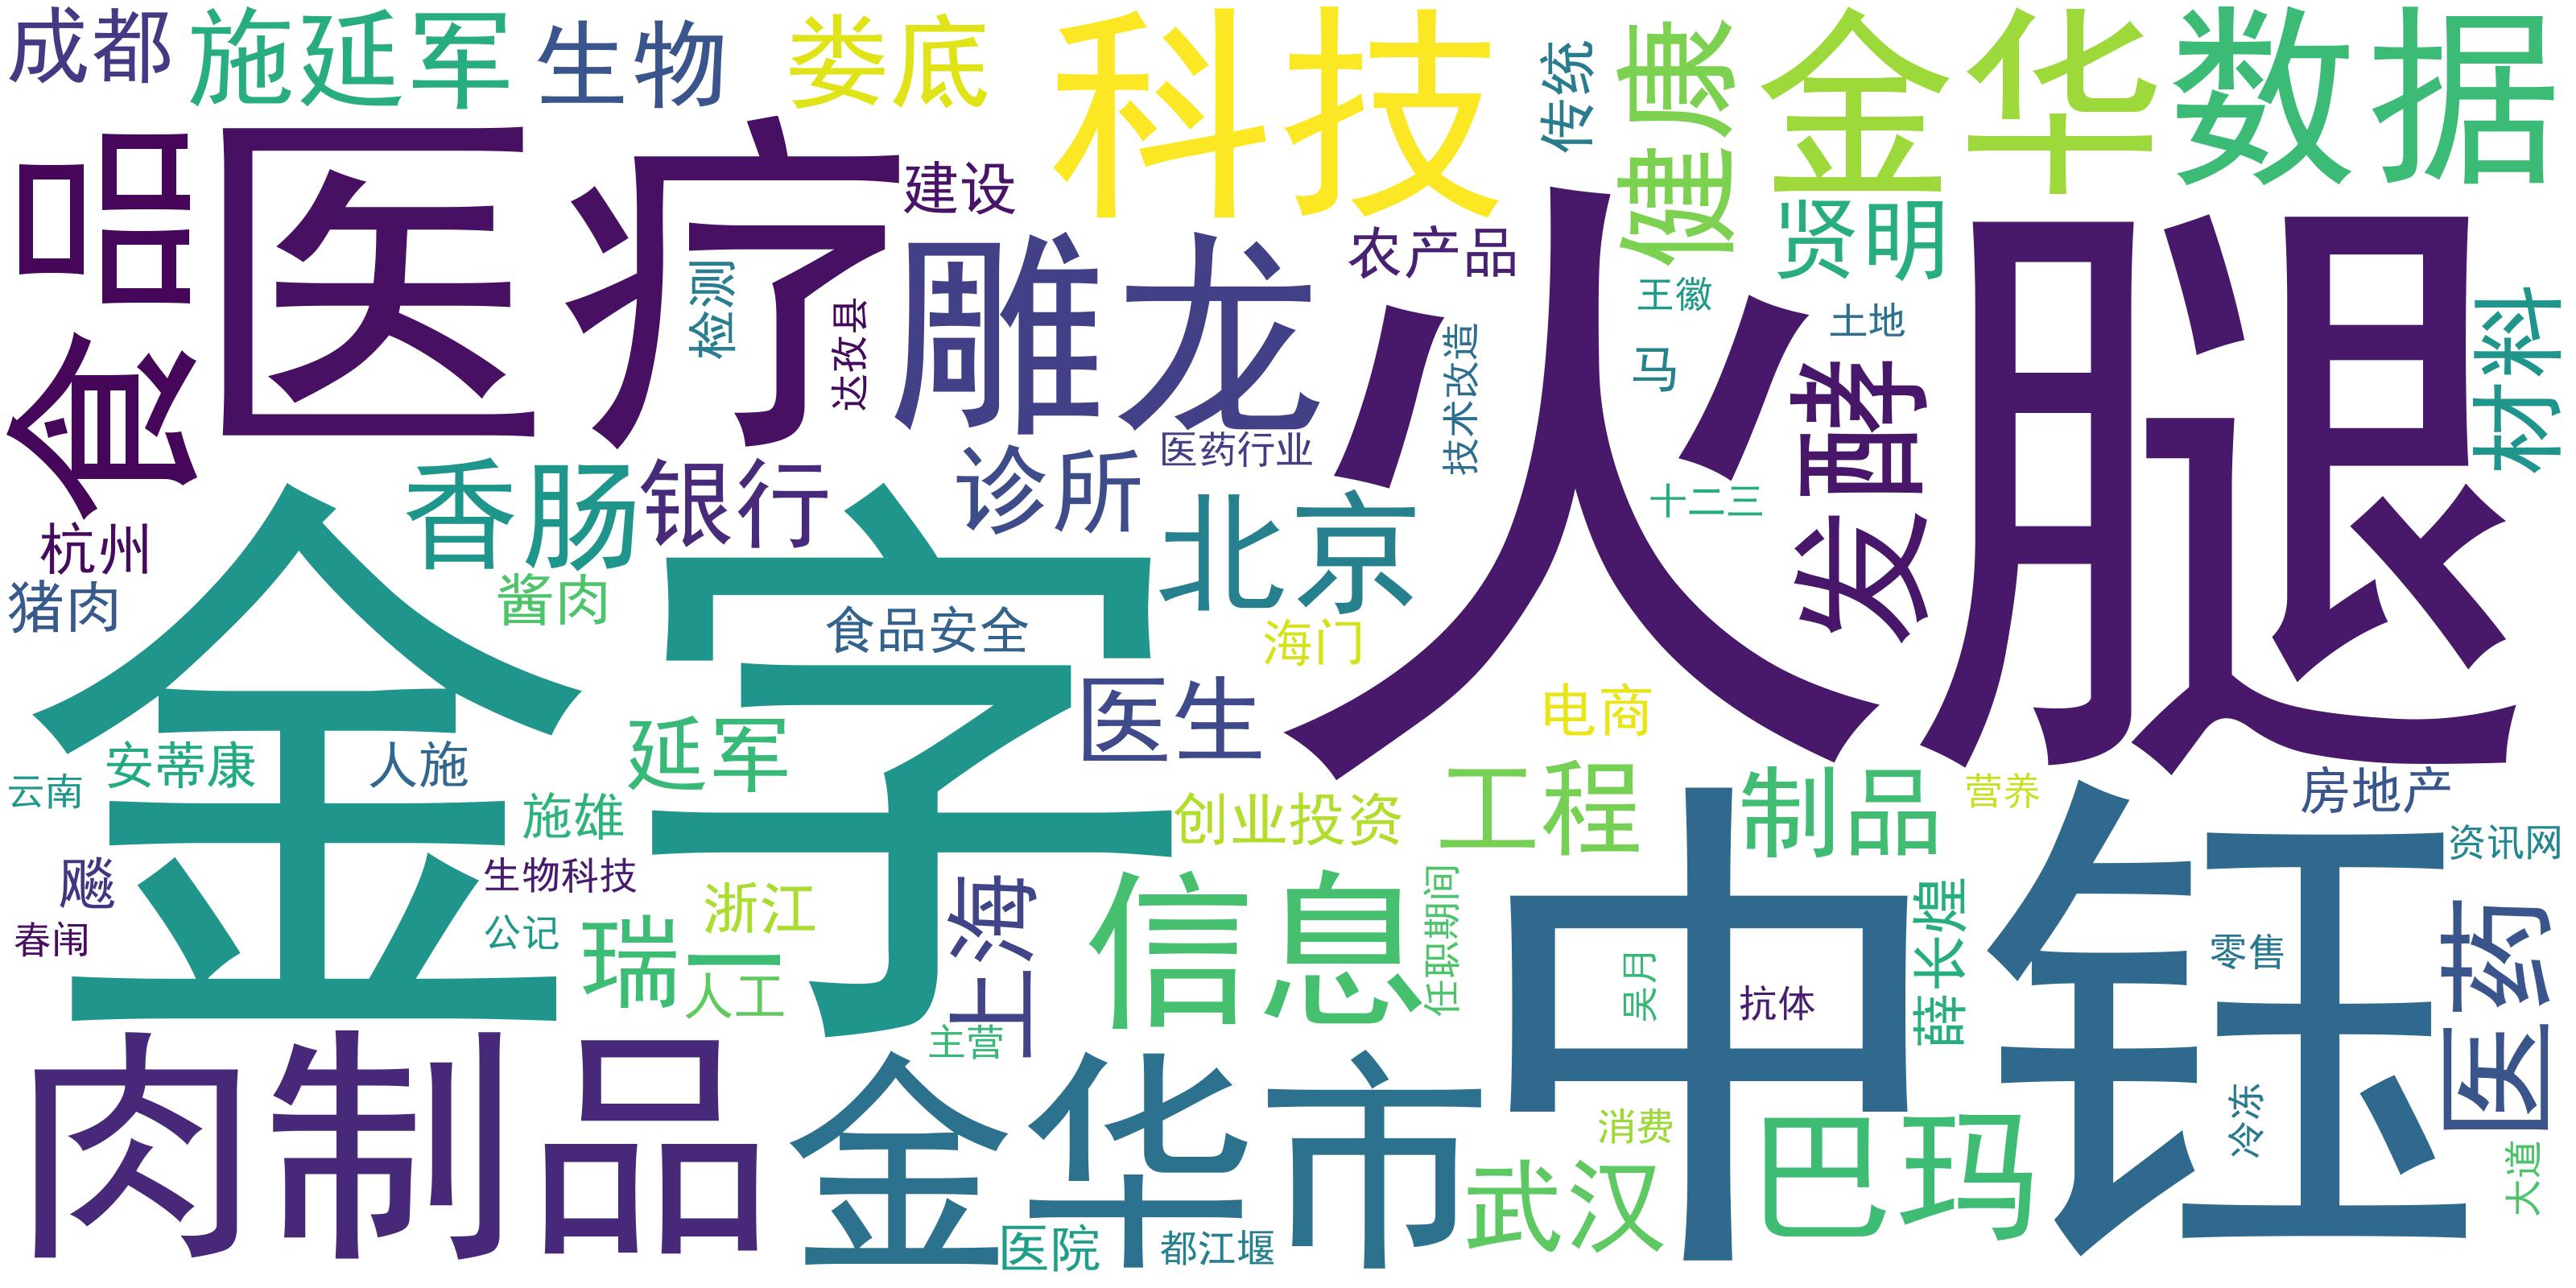 成都
施延军
生物
娄底
科技
传统
健康
金华
数据
食品
医疗
建设
检测
达孜县
雕龙
农产品
贤明
王徽
土地
马
技术改造
火腿
发酵
材料
杭州
香肠
银行
诊所
医药行业
北京
十二三
猪肉
酱肉
金字
食品安全
海门
医生
电商
安蒂康
人施
延军
云南
施雄
创业投资
工程
制品
营养
房地产
资讯网
飚
春闱
生物科技
公记
浙江
瑞一
人工
上海
信息
任职期间
中钰
吴月
抗体
薛长煌
零售
医药
主营
肉制品
金华市
医院
都江堰
武汉
消费
巴玛
冷冻
大道